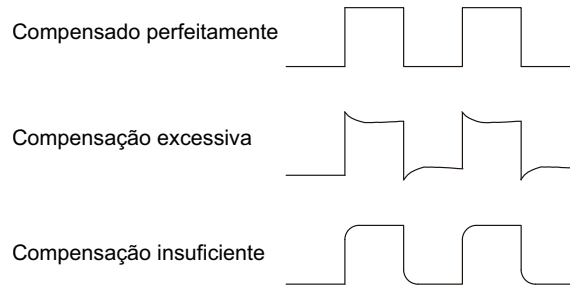 Compensado perfeitamente
Compensação excessiva
Compensação insuficiente